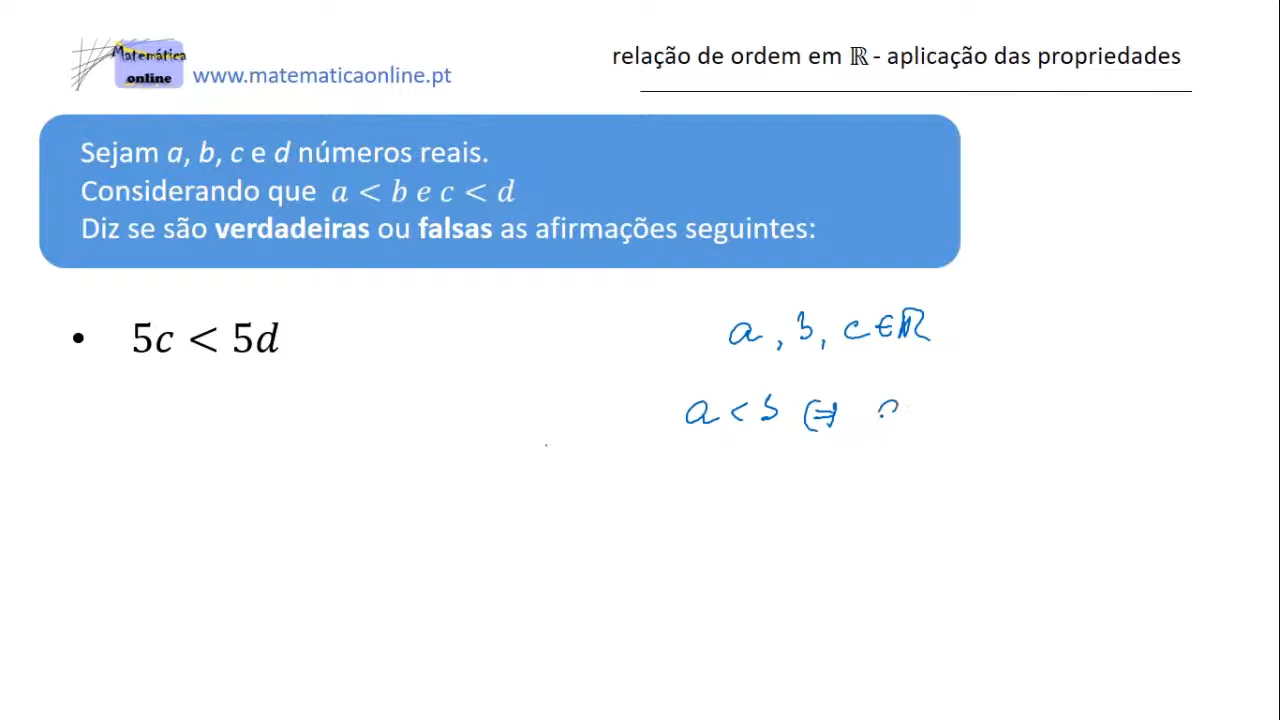 Matemática
online
www.matematicaonline.pt
relação de ordem em ℝ - aplicação das propriedades
Sejam a, b, c e d números reais.
Considerando que a < b e c < d
Diz se são verdadeiras ou falsas as afirmações seguintes:
• 5c < 5d
a, b, c ∈ ℝ
a < b ⇔